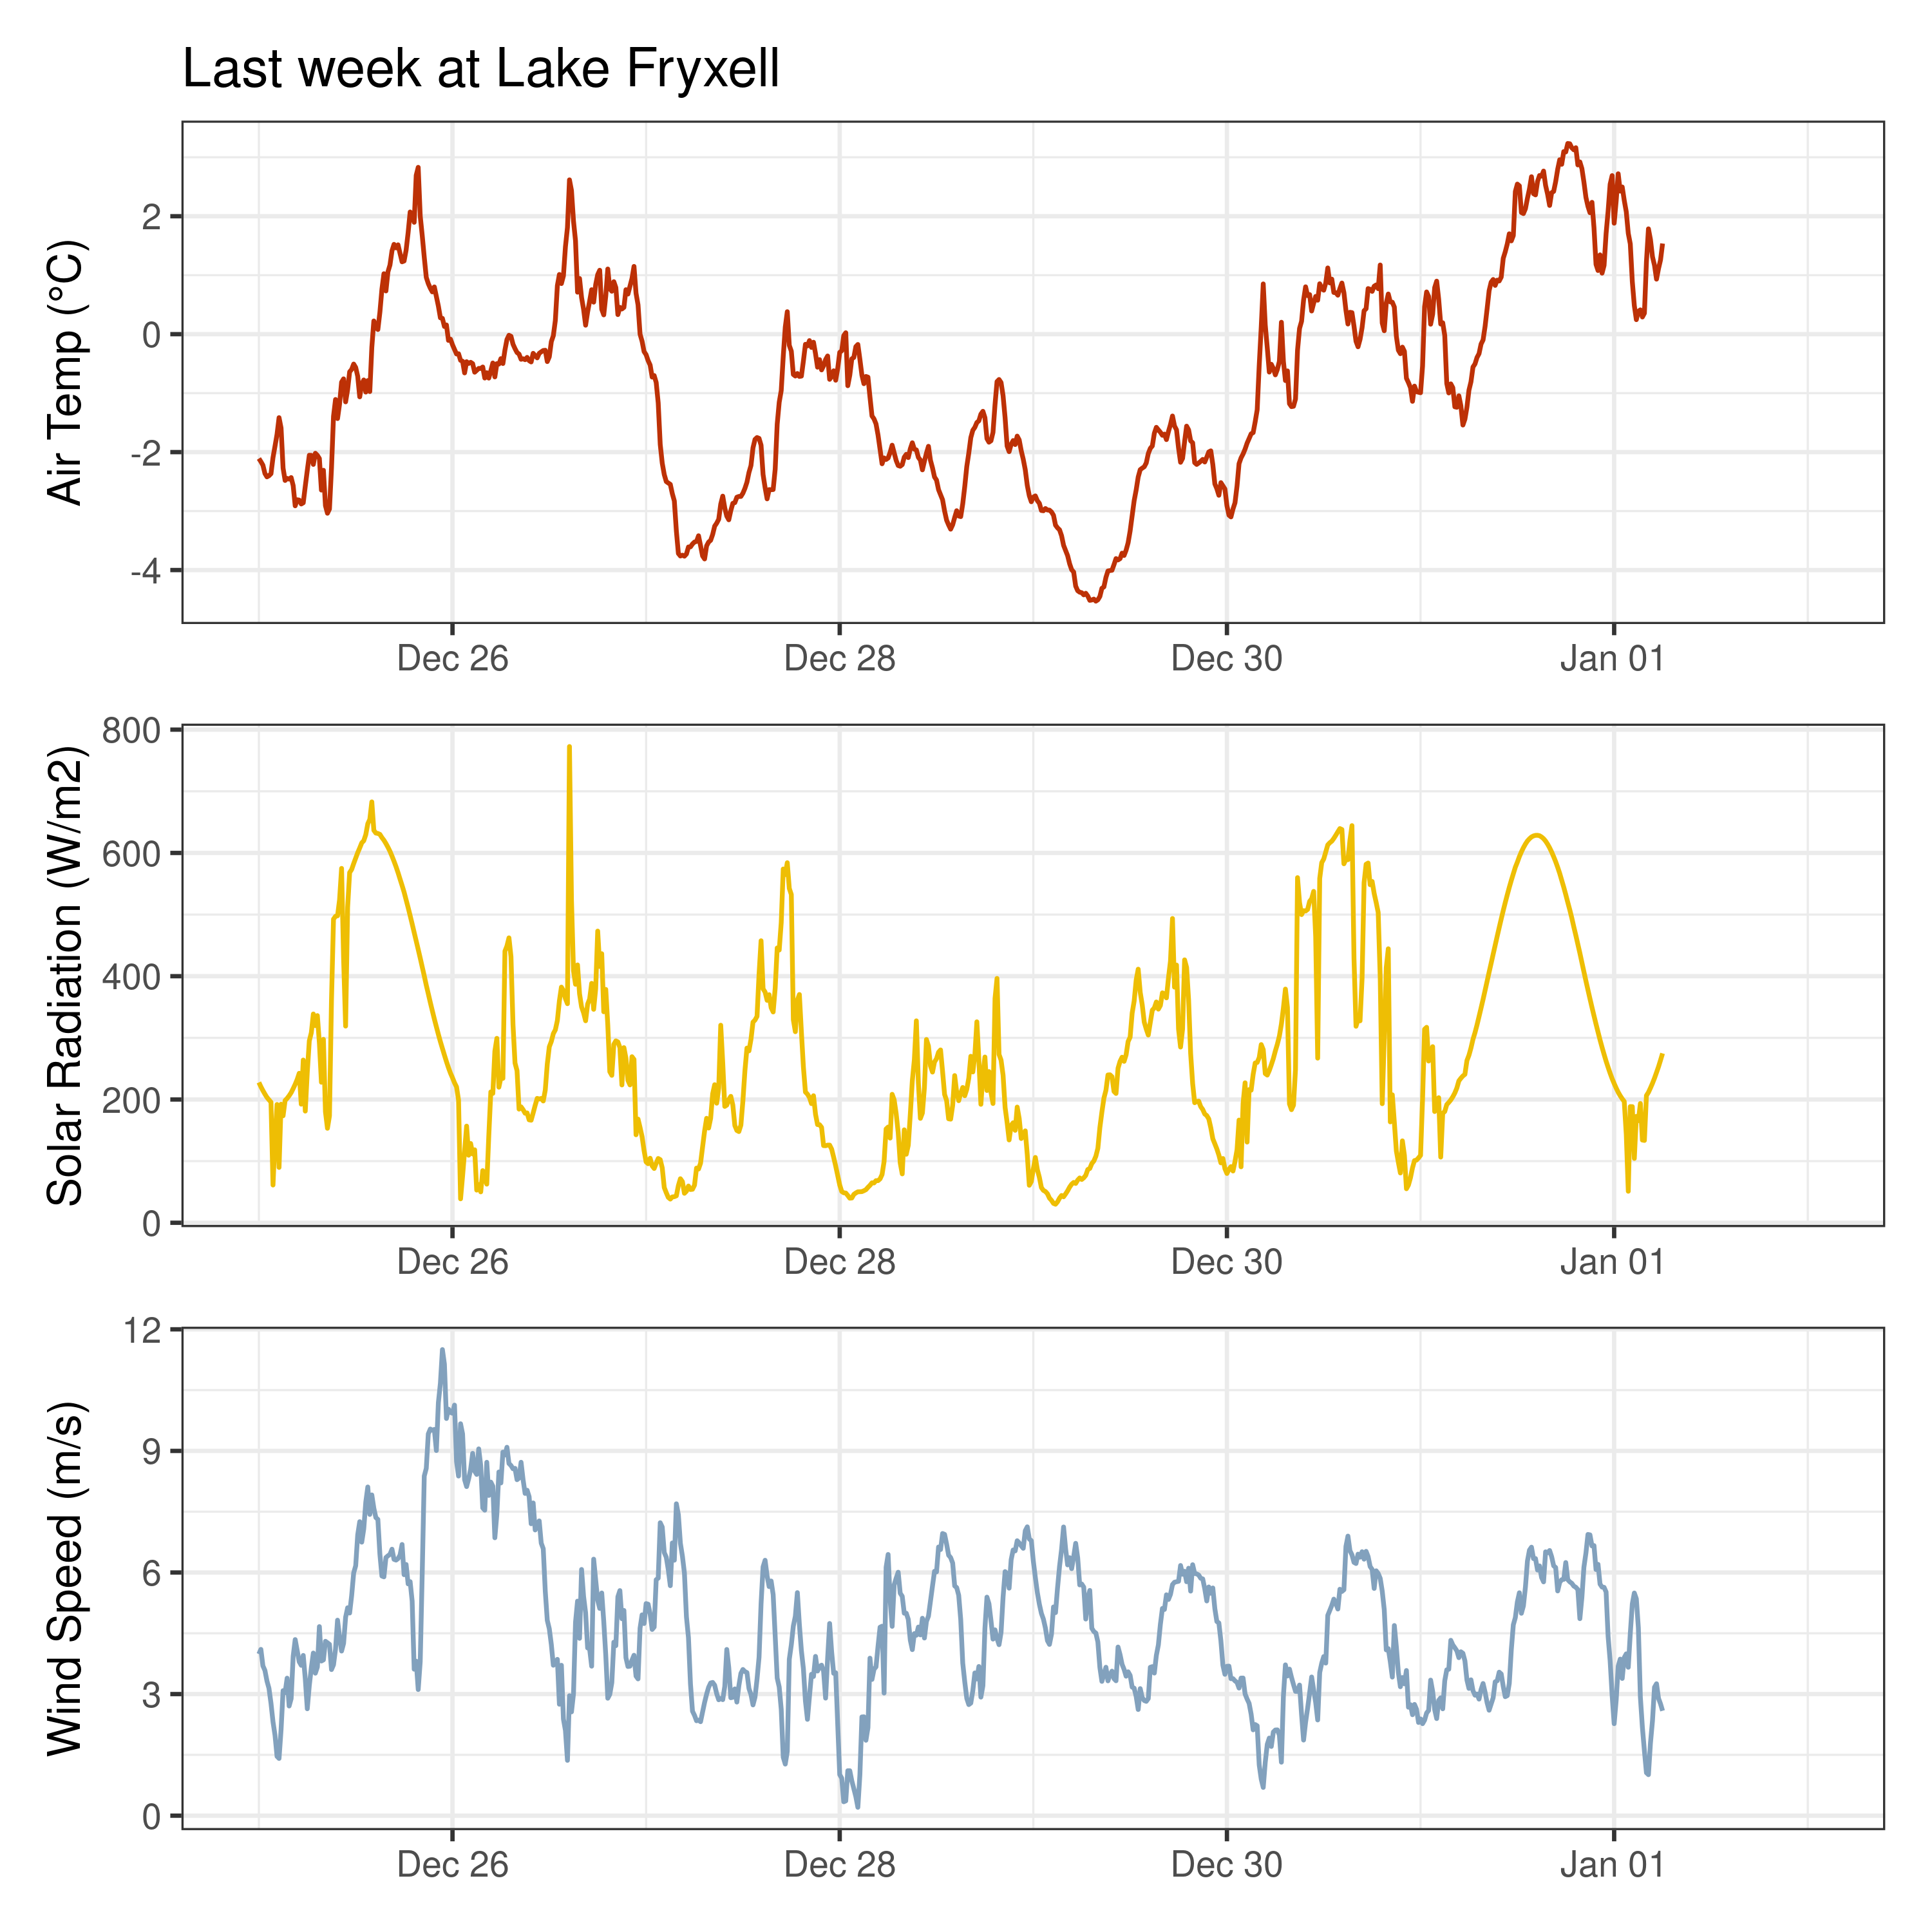 Last week at Lake Fryxell
Air Temp (°C)
2
0
-2
-4
Dec 26 Dec 28 Dec 30 Jan 01
Solar Radiation (W/m2)
800
600
400
200
0
Dec 26 Dec 28 Dec 30 Jan 01
Wind Speed (m/s)
12
9
6
3
0
Dec 26 Dec 28 Dec 30 Jan 01